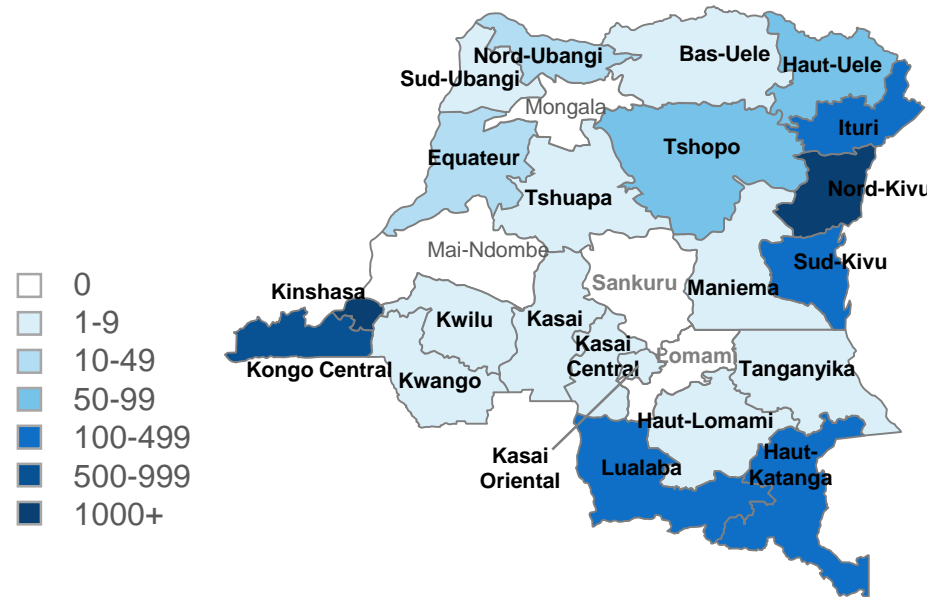 Nord-Ubangi
Bas-Uele
Haut-Uele
Sud-Ubangi
Mongala
Ituri
Tshopo
Equateur
Nord-Kivu
Tshuapa
Mai-Ndombe
Sud-Kivu
Sankuru
Maniema
Kinshasa
Kwilu
Kasai
Kasai
Central
Lomami
Kongo Central
Kwango
Tanganyika
Haut-Lomami
Kasai
Oriental
Lualaba
Haut-
Katanga
0
1-9
10-49
50-99
100-499
500-999
1000+